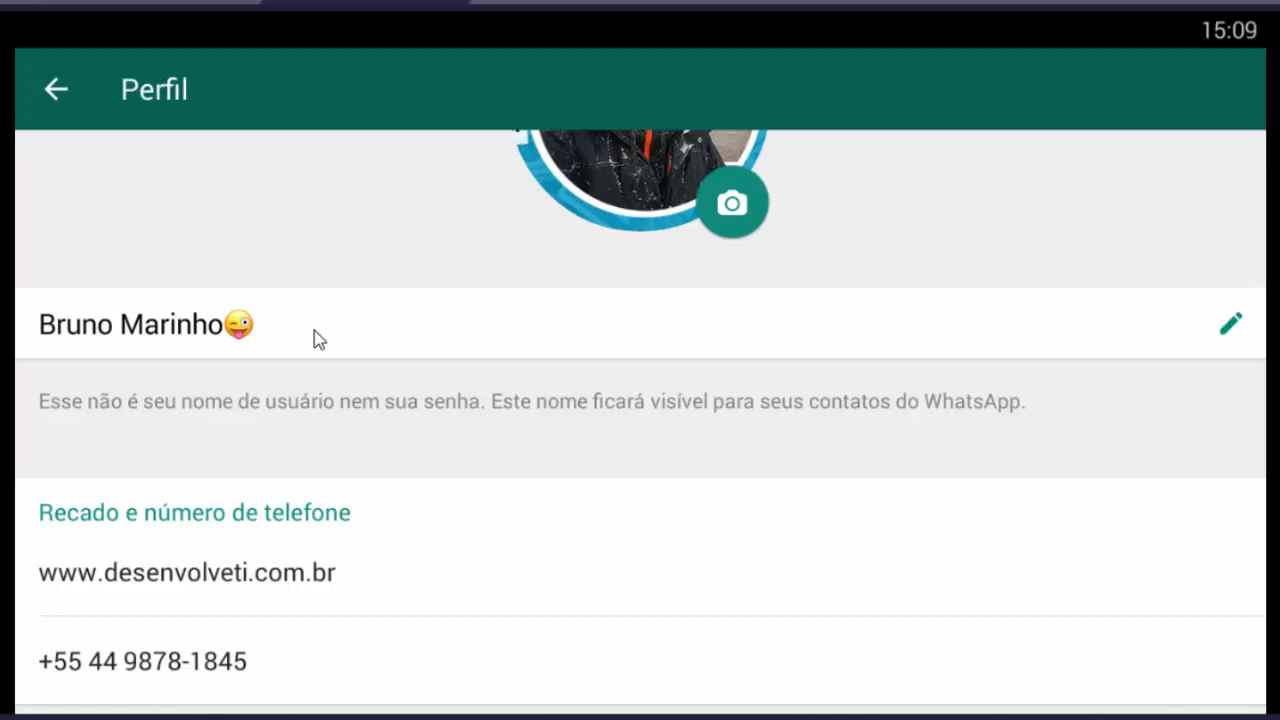 15:09
Perfil
Bruno Marinho😜
Esse não é seu nome de usuário nem sua senha. Este nome ficará visível para seus contatos do WhatsApp.
Recado e número de telefone
www.desenvolveti.com.br
+55 44 9878-1845